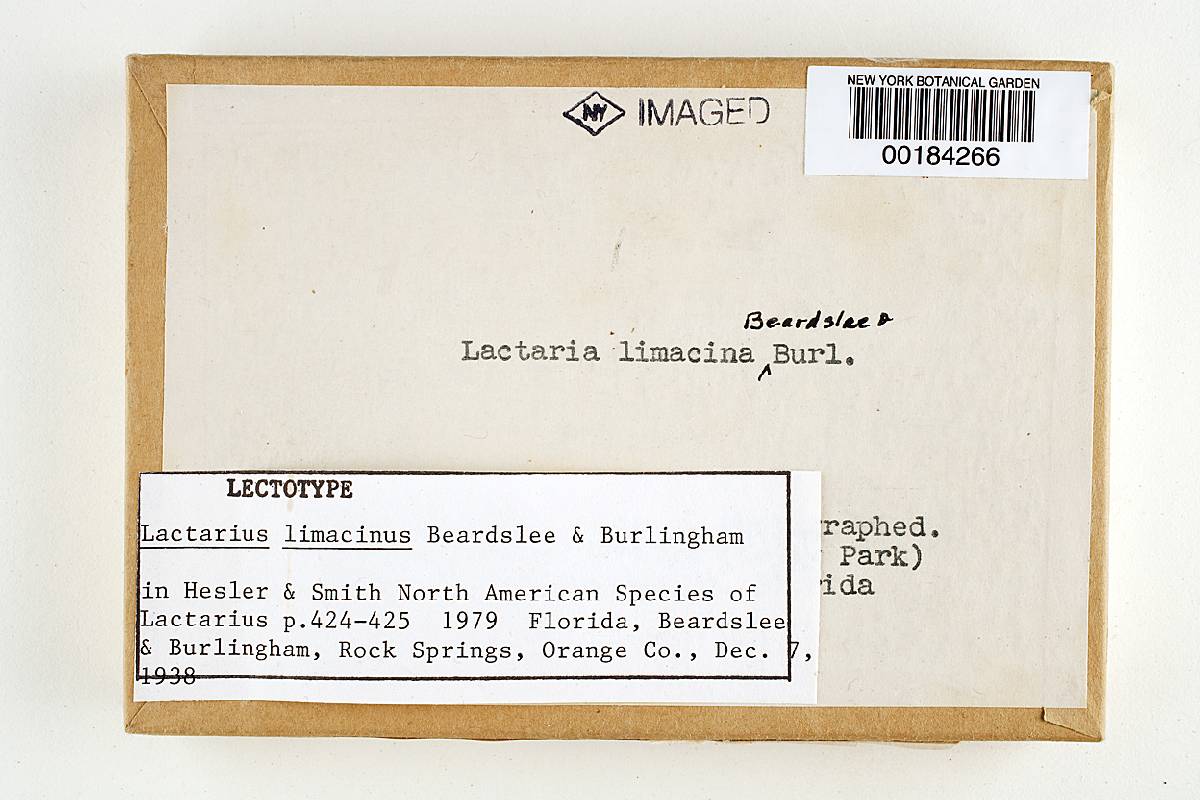 NY IMAGED
NEW YORK BOTANICAL GARDEN
00184266
Beardslee &
Lactaria limacina ^ Burl.
raphed.
Park)
rida
LECTOTYPE
Lactarius limacinus Beardslee & Burlingham
in Hesler & Smith North American Species of
Lactarius p.424-425 1979 Florida, Beardslee
& Burlingham, Rock Springs, Orange Co., Dec. 7,
1938